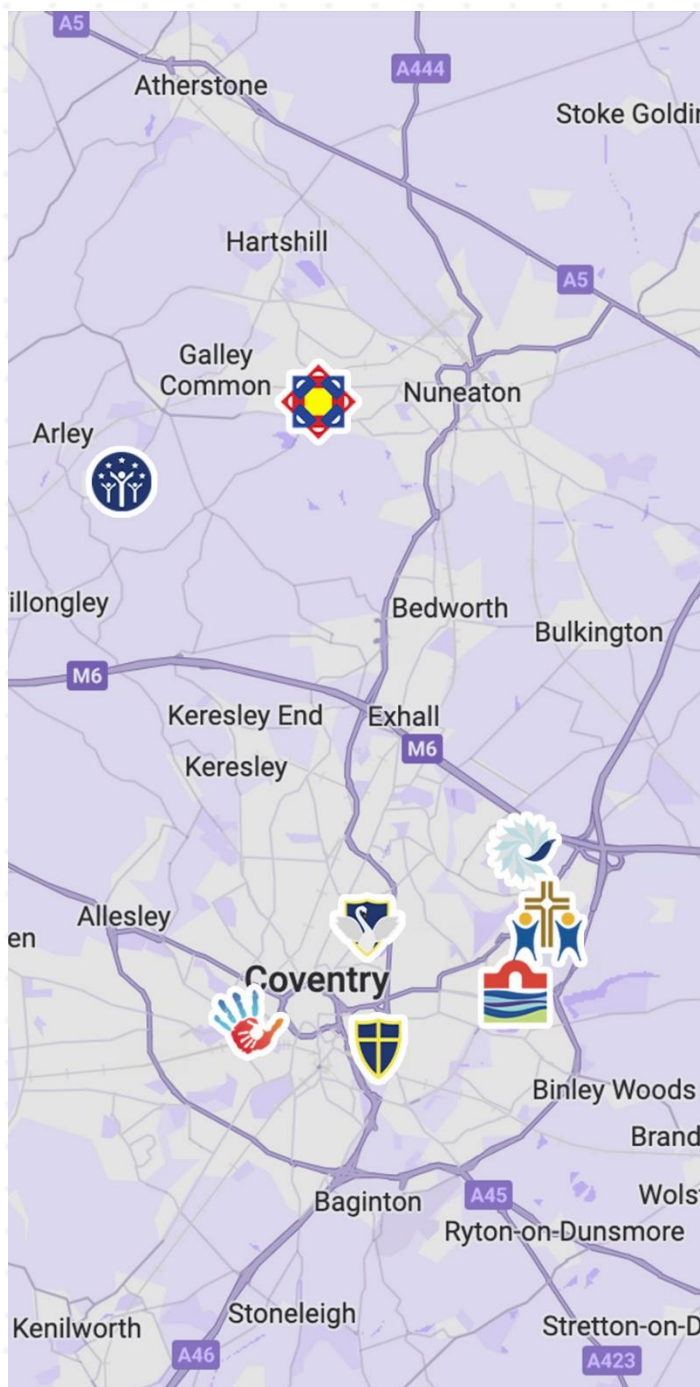 A5
A444
Atherstone
Stoke Goldin
Hartshill
A5
Galley
Common
Nuneaton
Arley
illongley
Bedworth
Bulkington
M6
Keresley End
Exhall
M6
Keresley
Allesley
en
Coventry
Binley Woods
Brand
Baginton
A45
Wols
Ryton-on-Dunsmore
Stoneleigh
Kenilworth
Stretton-on-D
A46
A423